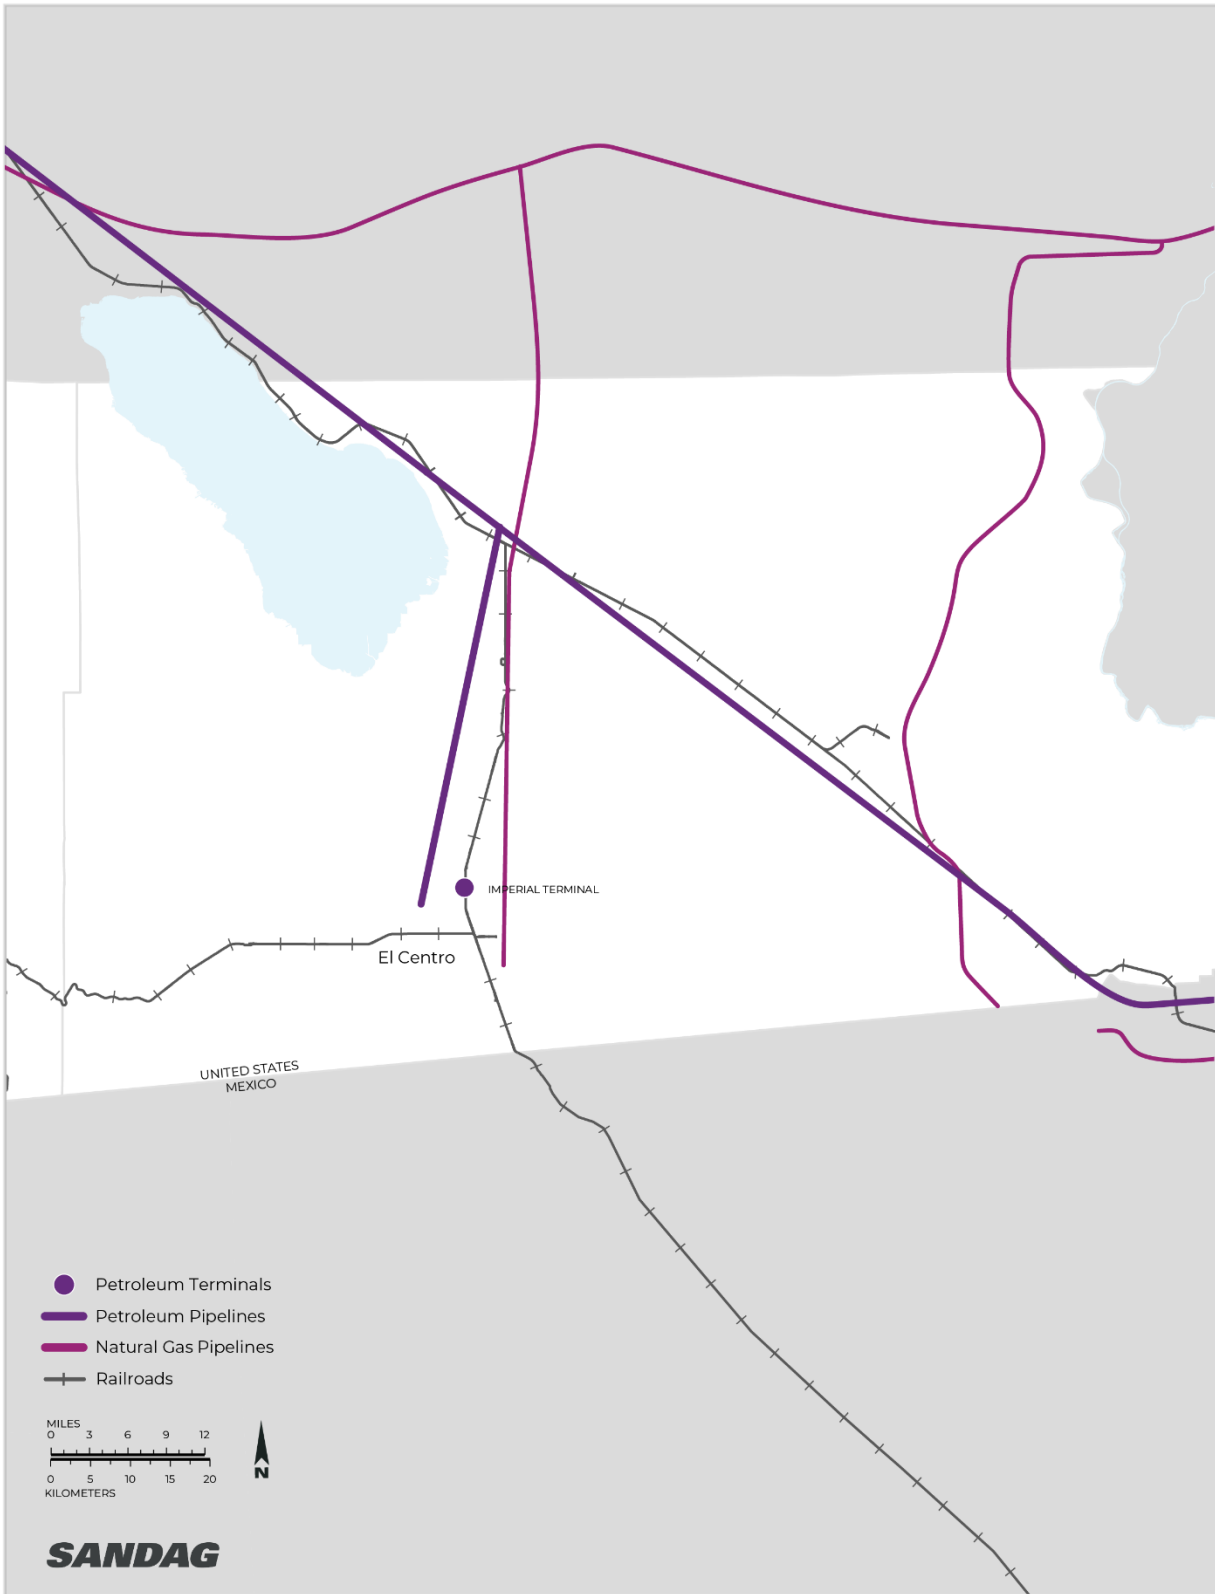 IMPERIAL TERMINAL
El Centro
UNITED STATES
MEXICO
Petroleum Terminals
Petroleum Pipelines
Natural Gas Pipelines
Railroads
MILES
0 3 6 9 12
0 5 10 15 20
KILOMETERS
N
SANDAG